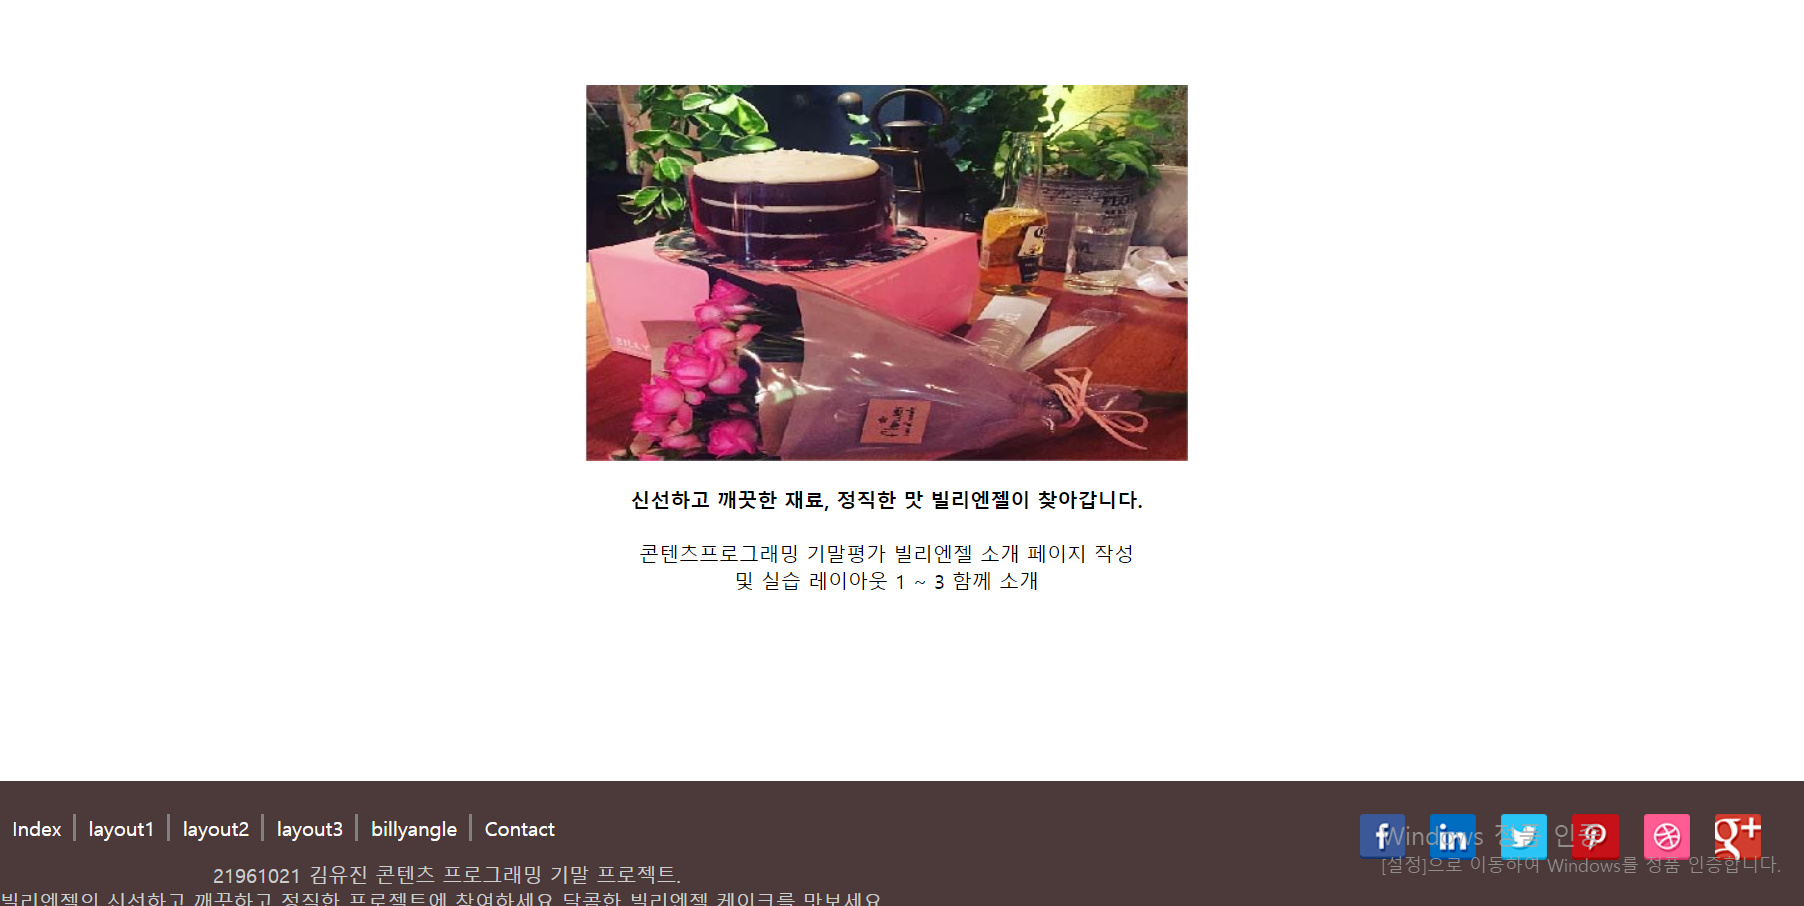 BILLY
신선하고 깨끗한 재료, 정직한 맛 빌리엔젤이 찾아갑니다.
콘텐츠프로그래밍 기말평가 빌리엔젤 소개 페이지 작성
및 실습 레이아웃 1 ~ 3 함께 소개
Index layout1 layout2 layout3 billyangle Contact
Windows 정품 인증
[설정]으로 이동하여 Windows를 정품 인증합니다.
21961021 김유진 콘텐츠 프로그래밍 기말 프로젝트.
빌리엔젤의 신선하고 깨끗하고 정직한 프로젝트에 참여하세요 달콤한 빌리엔젤 케이크를 맛보세요